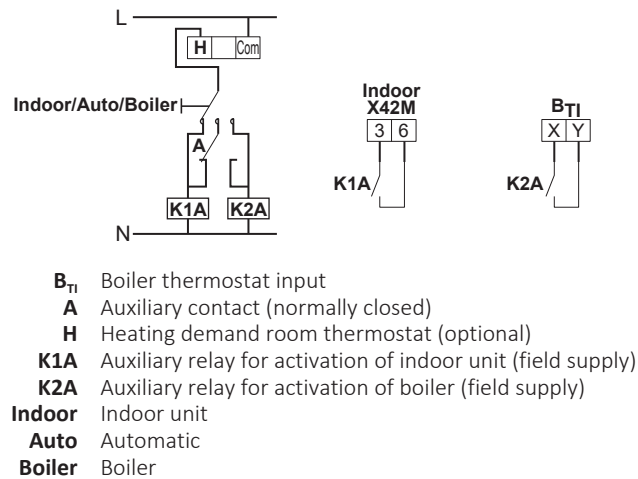 L
H Com
Indoor/Auto/Boiler
A
K1A K2A
N
Indoor
X42M
3 6
K1A
BTI
X Y
K2A
BTI Boiler thermostat input
A Auxiliary contact (normally closed)
H Heating demand room thermostat (optional)
K1A Auxiliary relay for activation of indoor unit (field supply)
K2A Auxiliary relay for activation of boiler (field supply)
Indoor Indoor unit
Auto Automatic
Boiler Boiler